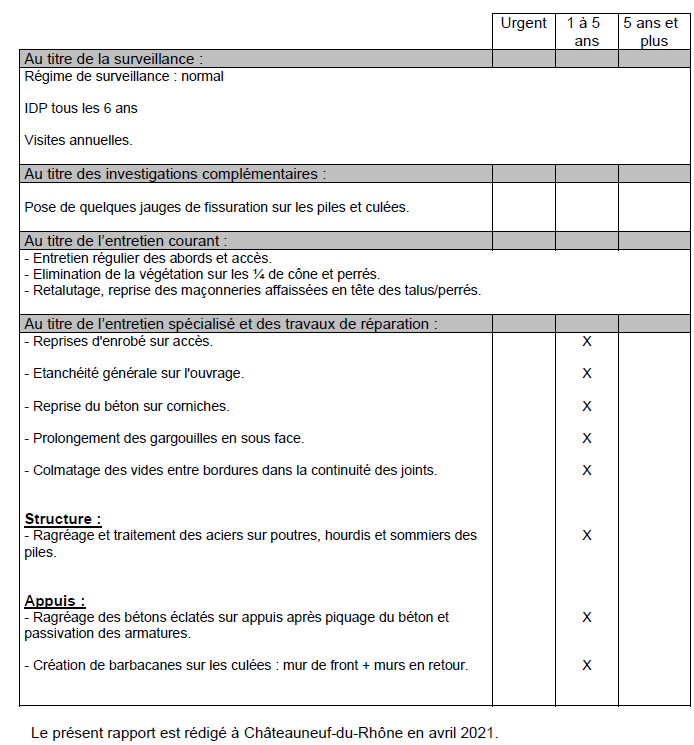 Urgent 1 à 5 ans 5 ans et plus
Au titre de la surveillance :
Régime de surveillance : normal
IDP tous les 6 ans
Visites annuelles.
Au titre des investigations complémentaires :
Pose de quelques jauges de fissuration sur les piles et culées.
Au titre de l'entretien courant :
- Entretien régulier des abords et accès.
- Elimination de la végétation sur les ¼ de cône et perrés.
- Retalutage, reprise des maçonneries affaissées en tête des talus/perrés.
Au titre de l'entretien spécialisé et des travaux de réparation :
- Reprises d'enrobé sur accès. X
- Etanchéité générale sur l'ouvrage. X
- Reprise du béton sur corniches. X
- Prolongement des gargouilles en sous face. X
- Colmatage des vides entre bordures dans la continuité des joints. X
Structure :
- Ragréage et traitement des aciers sur poutres, hourdis et sommiers des X
piles.
Appuis :
- Ragréage des bétons éclatés sur appuis après piquage du béton et X
passivation des armatures.
- Création de barbacanes sur les culées : mur de front + murs en retour. X
Le présent rapport est rédigé à Châteauneuf-du-Rhône en avril 2021.